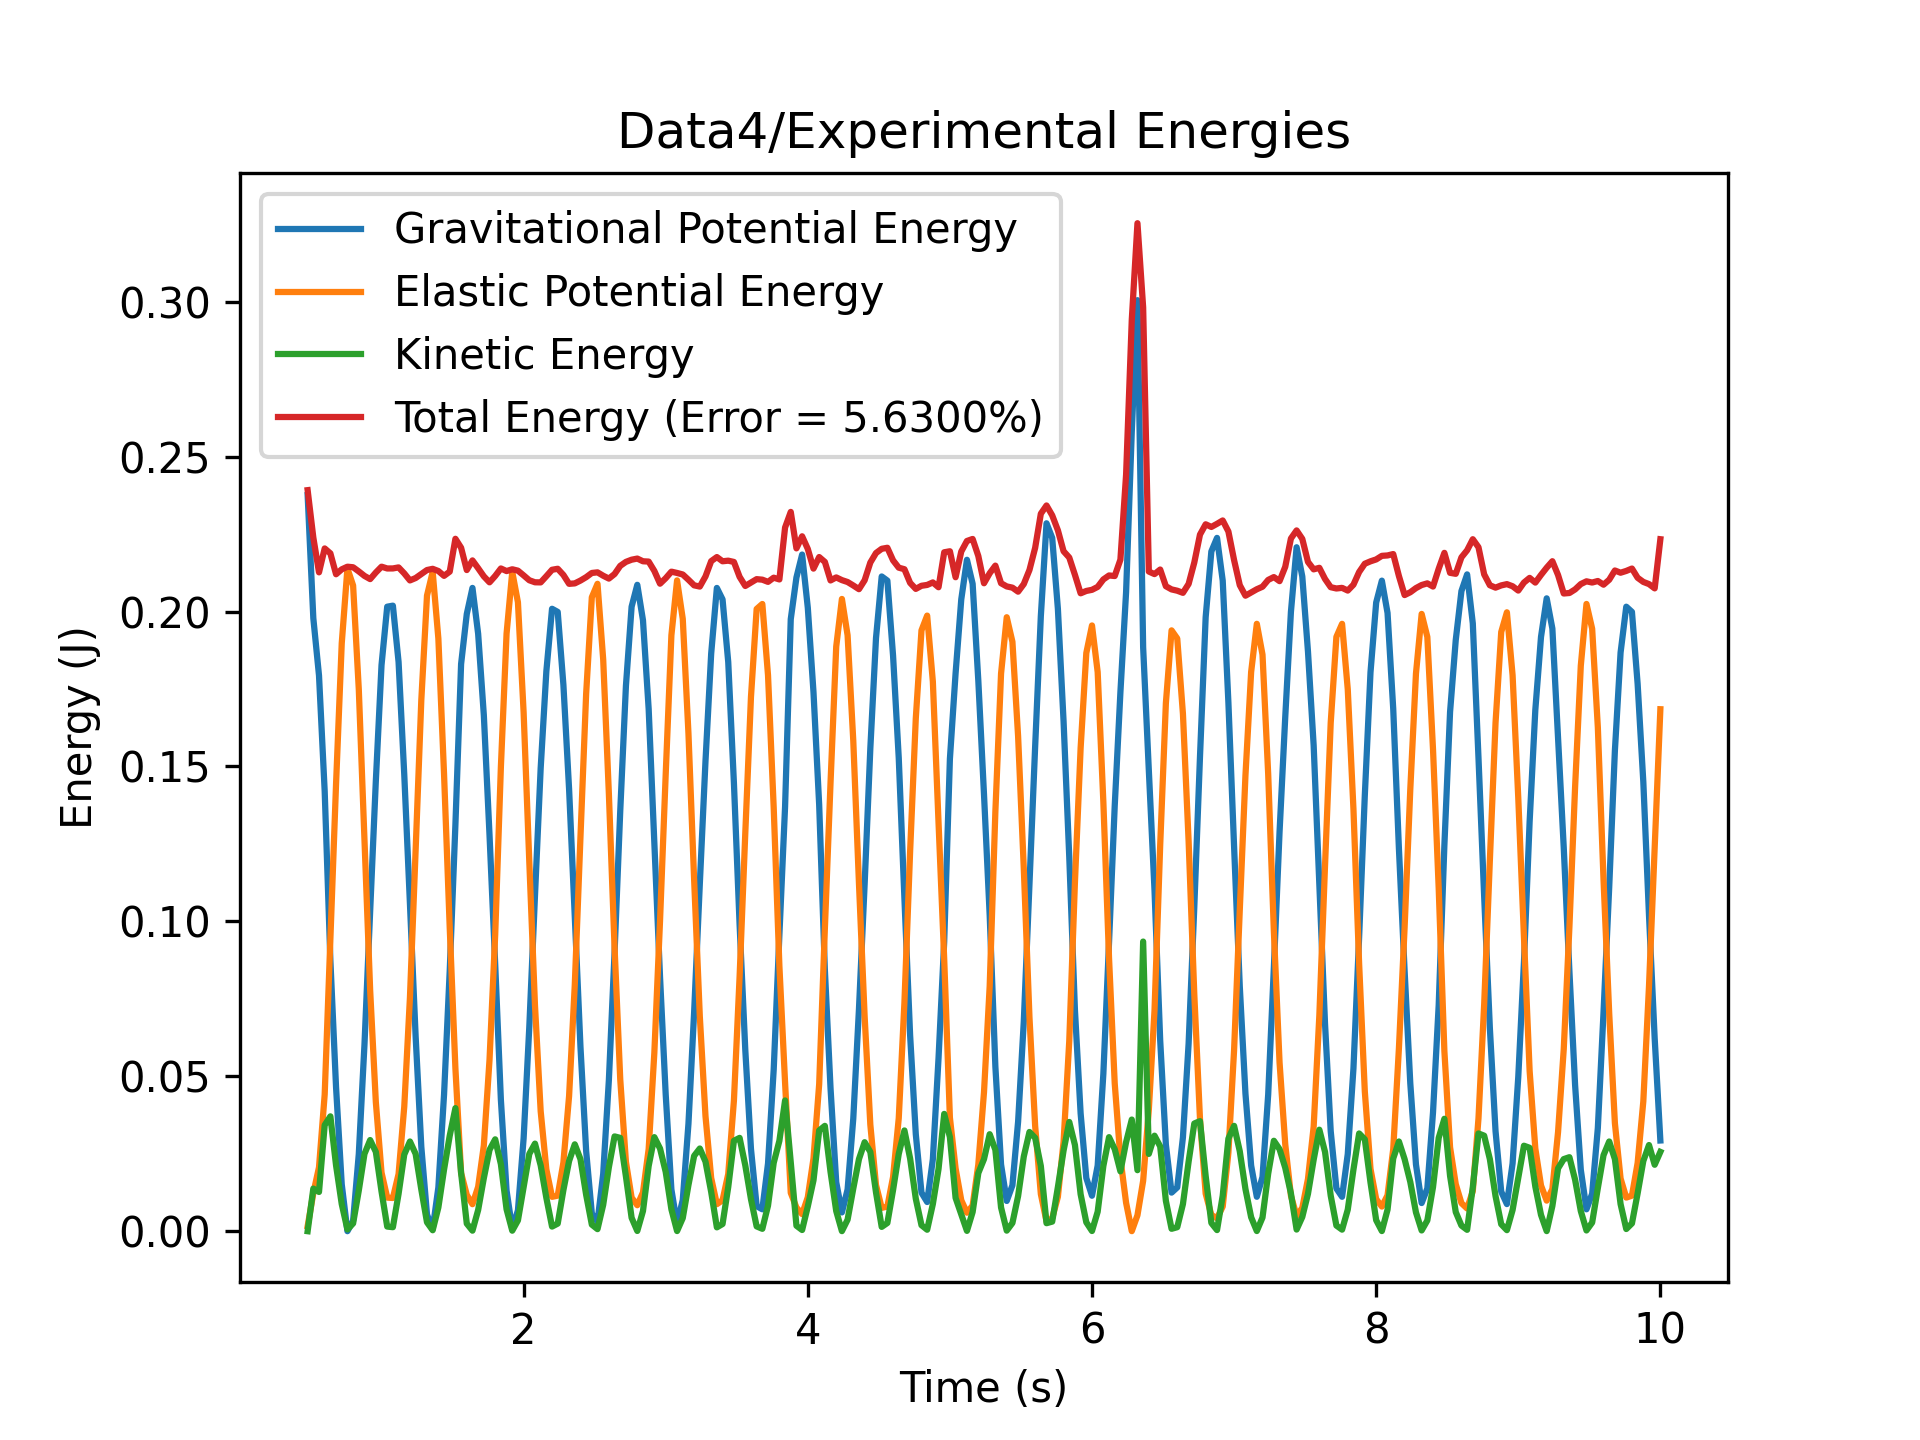 Data4/Experimental Energies
Gravitational Potential Energy
Elastic Potential Energy
Kinetic Energy
Total Energy (Error = 5.6300%)
0.30
0.25
0.20
0.15
0.10
0.05
0.00
Energy (J)
2
4
6
8
10
Time (s)